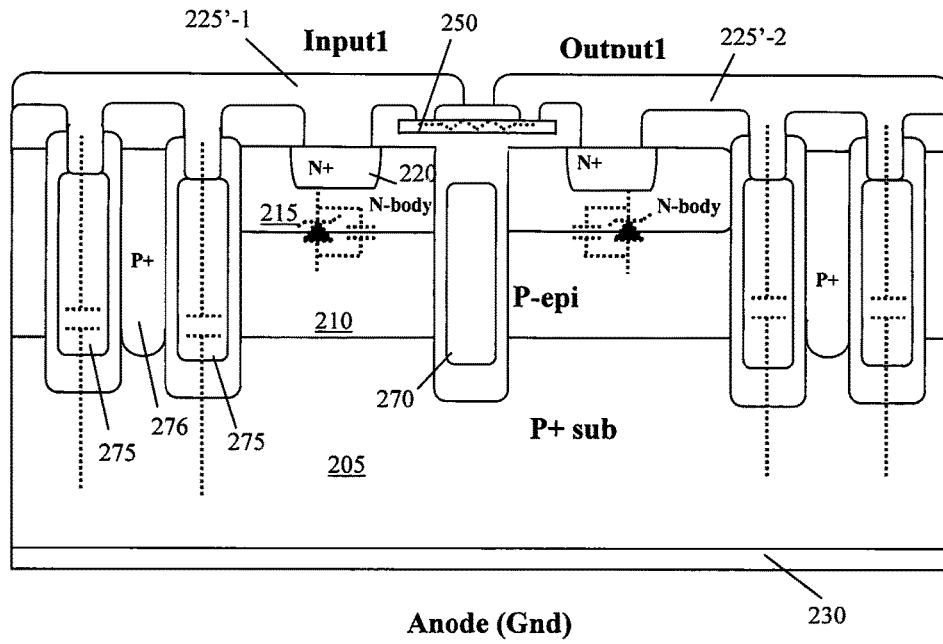 225'-1
Input1
250
Output1
225'-2
N+
220
N+
215
N-body
N-body
P+
P-epi
P+
210
275
276
275
270
P+ sub
205
230
Anode (Gnd)